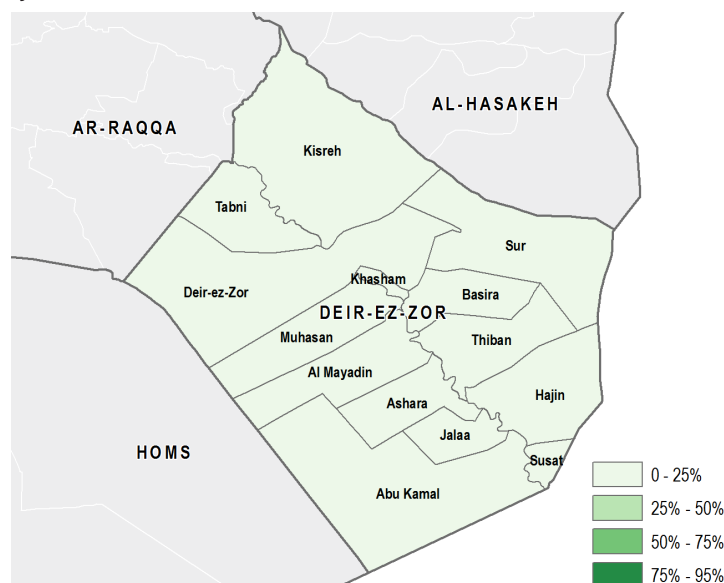 AL-HASAKEH
AR-RAQQA
Kisreh
Tabni
Sur
Khasham
Deir-ez-Zor
Basira
DEIR-EZ-ZOR
Muhasan
Thiban
Al Mayadin
Hajin
Ashara
Jalaa
HOMS
Susat
Abu Kamal
0 - 25%
25% - 50%
50% - 75%
75% - 95%